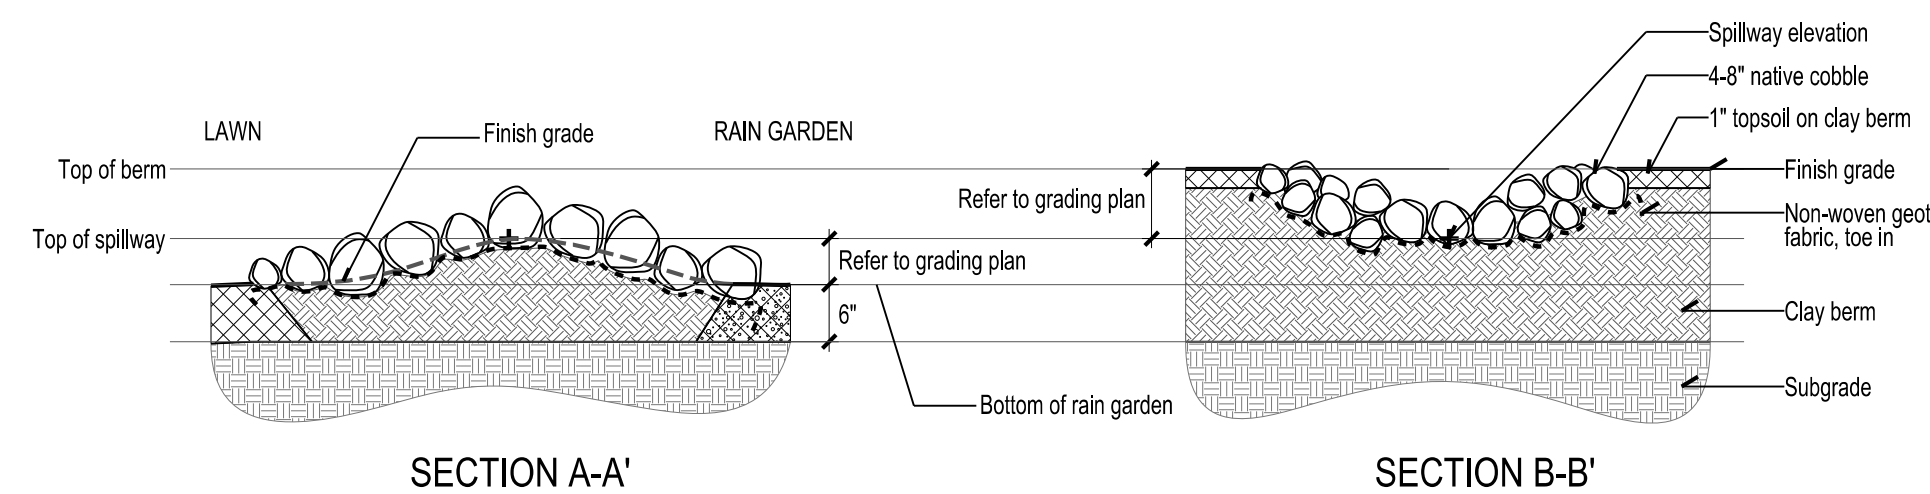 Spillway elevation
4-8" native cobble
1" topsoil on clay berm
LAWN
Finish grade
RAIN GARDEN
Top of berm
Finish grade
Refer to grading plan
Non-woven geot
fabric, toe in
Top of spillway
Refer to grading plan
6"
Clay berm
Subgrade
Bottom of rain garden
SECTION A-A'
SECTION B-B'